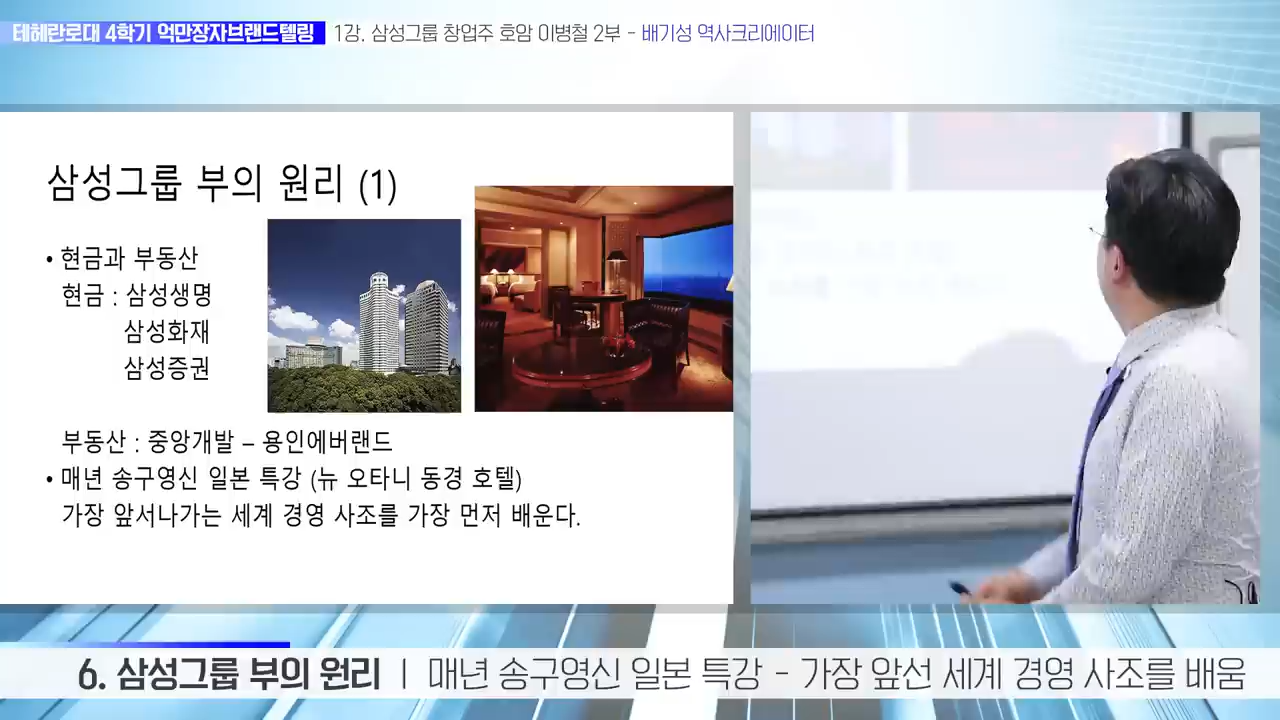 테헤란로대 4학기 억만장자브랜드텔링 1강. 삼성그룹 창업주 호암 이병철 2부 - 배기성 역사크리에이터
삼성그룹 부의 원리 (1)
• 현금과 부동산
현금 : 삼성생명
삼성화재
삼성증권
부동산 : 중앙개발 – 용인에버랜드
• 매년 송구영신 일본 특강 (뉴 오타니 동경 호텔)
가장 앞서나가는 세계 경영 사조를 가장 먼저 배운다.
6. 삼성그룹 부의 원리 | 매년 송구영신 일본 특강 - 가장 앞선 세계 경영 사조를 배움